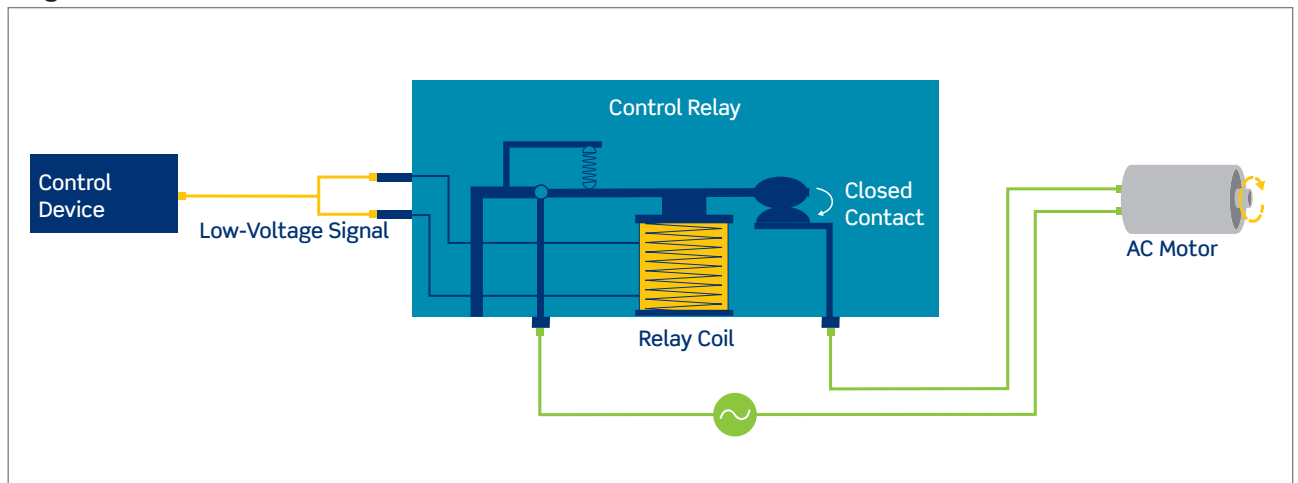 Control Relay
Control
Device
Closed
Contact
Low-Voltage Signal
AC Motor
Relay Coil